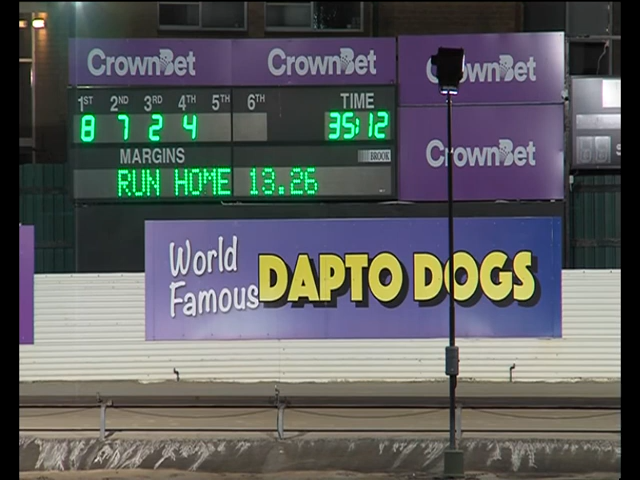 CrownBet CrownBet CrownBet
1ST 2ND 3RD 4TH 5TH 6TH TIME
8 7 2 4 35:12
MARGINS BROOK
RUN HOME 13.26
CrownBet
World Famous DAPTO DOGS